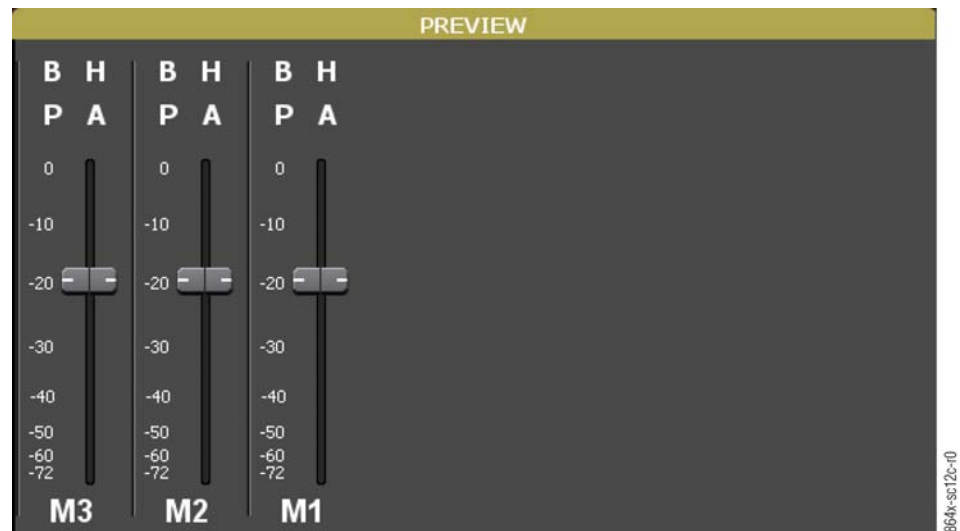 PREVIEW
B H B H B H
P A P A P A
0 0 0
-10 -10 -10
-20 -20 -20
-30 -30 -30
-40 -40 -40
-50 -50 -50
-60 -60 -60
-72 -72 -72
M3 M2 M1
864x-sc12c-r0